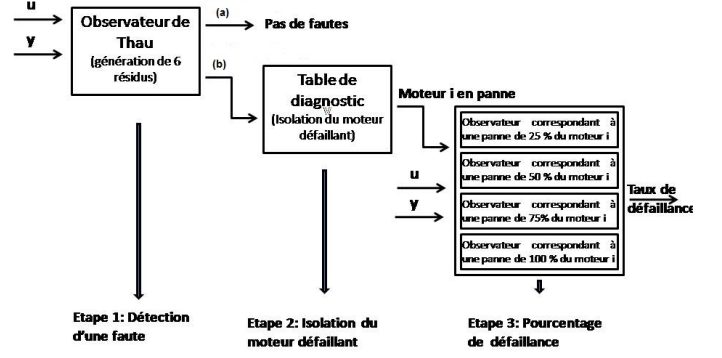 u
y
Observateur de
Thau
(génération de 6
résidus)
(a)
Pas de fautes
(b)
Table de
diagnostic
(Isolation du moteur
défaillant)
Moteur i en panne
u
y
Observateur correspondant à
une panne de 25 % du moteur i
Observateur correspondant à
une panne de 50 % du moteur i
Observateur correspondant à
une panne de 75% du moteur i
Observateur correspondant à
une panne de 100 % du moteur i
Taux de
défaillance
Etape 1: Détection
d'une faute
Etape 2: Isolation du
moteur défaillant
Etape 3: Pourcentage
de défaillance